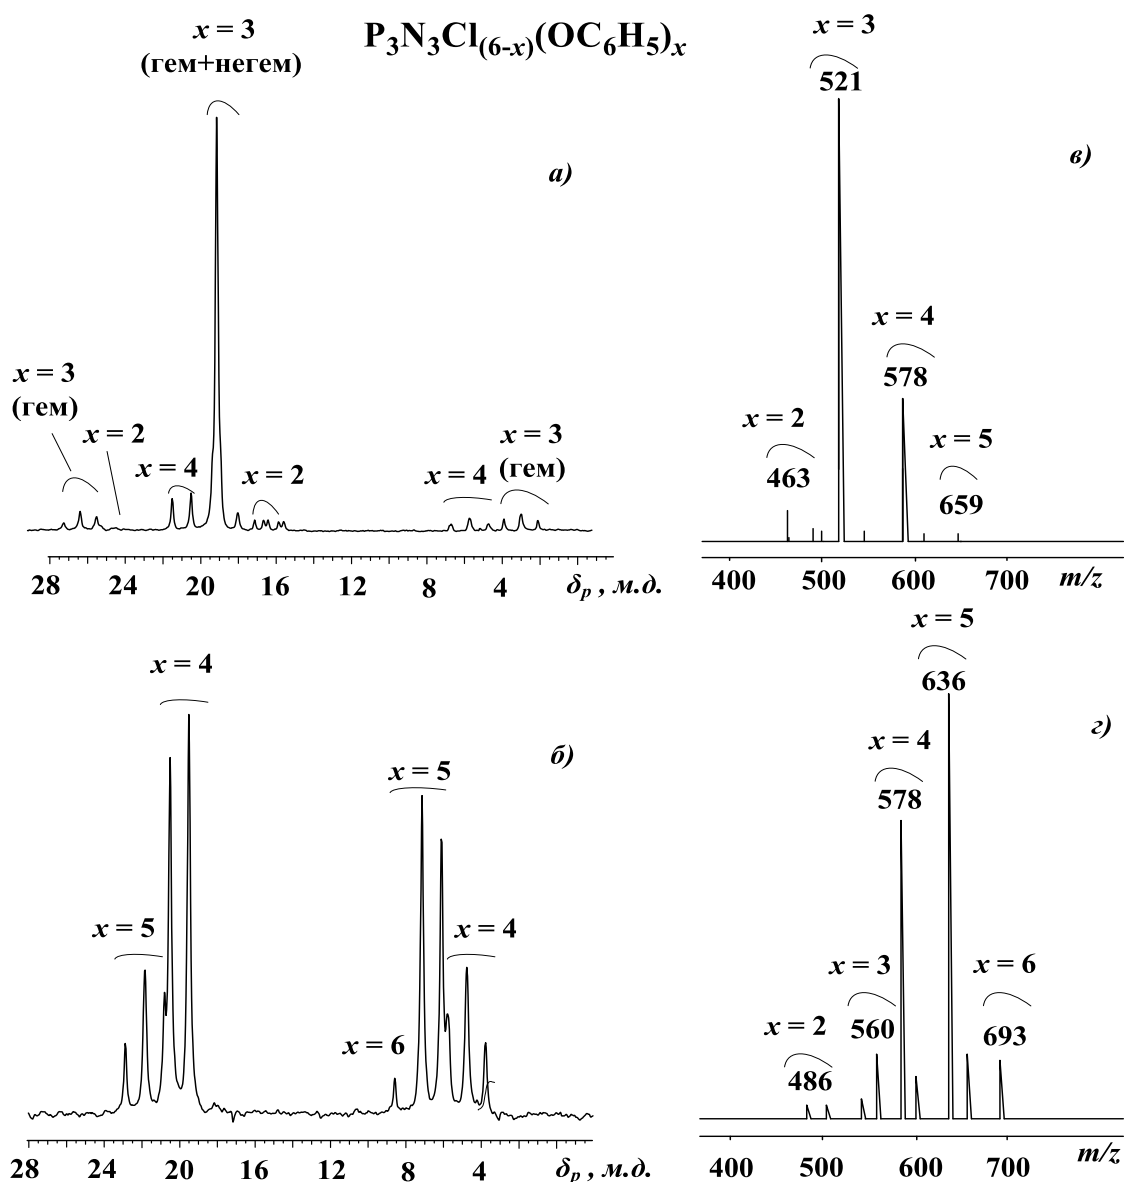 P₃N₃Cl₍₆₋ₓ₎(OC₆H₅)ₓ
x = 3
(гем+негем)
а)
x = 3
(гем)
x = 2
x = 4
x = 2
x = 4
x = 3
(гем)
28 24 20 16 12 8 4 δₚ , м.д.
x = 3
521
в)
x = 4
578
x = 2
463
x = 5
659
400 500 600 700 m/z
x = 4
б)
x = 5
x = 5
x = 4
x = 6
28 24 20 16 12 8 4 δₚ , м.д.
x = 5
636
г)
x = 4
578
x = 3
560
x = 6
693
x = 2
486
400 500 600 700 m/z